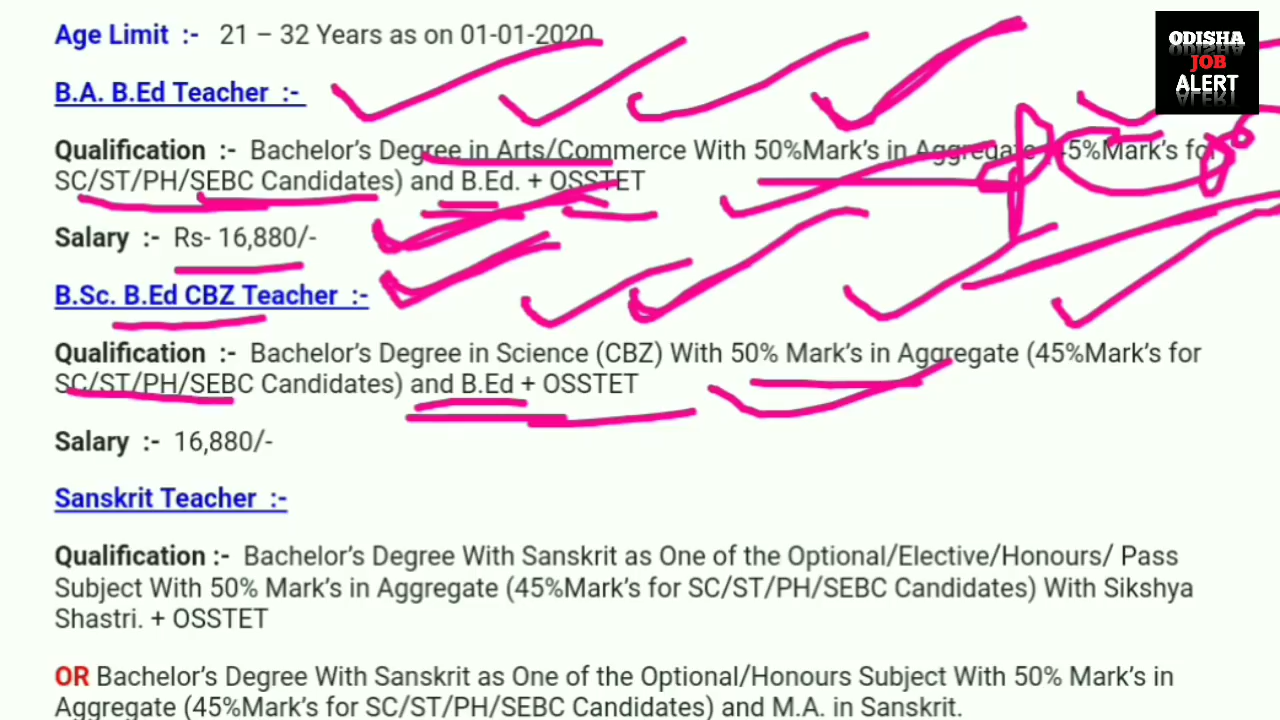 Age Limit :- 21 – 32 Years as on 01-01-2020
ODISHA
JOB
ALERT
B.A. B.Ed Teacher :-
Qualification :- Bachelor's Degree in Arts/Commerce With 50%Mark's in Aggregate 45%Mark's for
SC/ST/PH/SEBC Candidates) and B.Ed. + OSSTET
Salary :- Rs- 16,880/-
B.Sc. B.Ed CBZ Teacher :-
Qualification :- Bachelor's Degree in Science (CBZ) With 50% Mark's in Aggregate (45%Mark's for
SC/ST/PH/SEBC Candidates) and B.Ed + OSSTET
Salary :- 16,880/-
Sanskrit Teacher :-
Qualification :- Bachelor's Degree With Sanskrit as One of the Optional/Elective/Honours/ Pass
Subject With 50% Mark's in Aggregate (45%Mark's for SC/ST/PH/SEBC Candidates) With Sikshya
Shastri. + OSSTET
OR Bachelor's Degree With Sanskrit as One of the Optional/Honours Subject With 50% Mark's in
Aggregate (45%Mark's for SC/ST/PH/SEBC Candidates) and M.A. in Sanskrit.